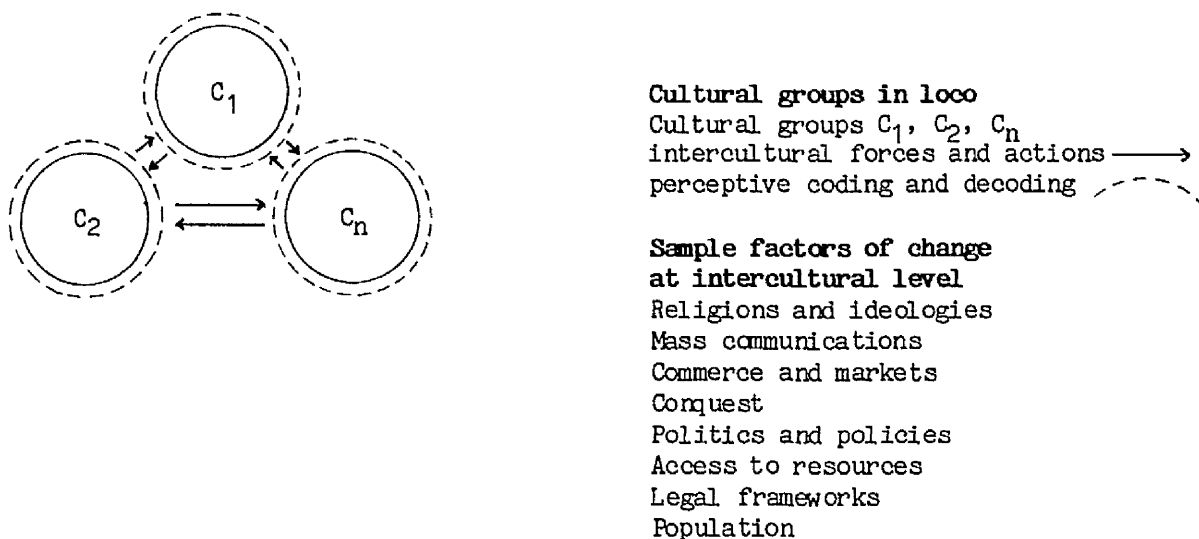 C1
C2
Cn
Cultural groups in loco
Cultural groups C1, C2, Cn
intercultural forces and actions
perceptive coding and decoding
Sample factors of change
at intercultural level
Religions and ideologies
Mass communications
Commerce and markets
Conquest
Politics and policies
Access to resources
Legal frameworks
Population